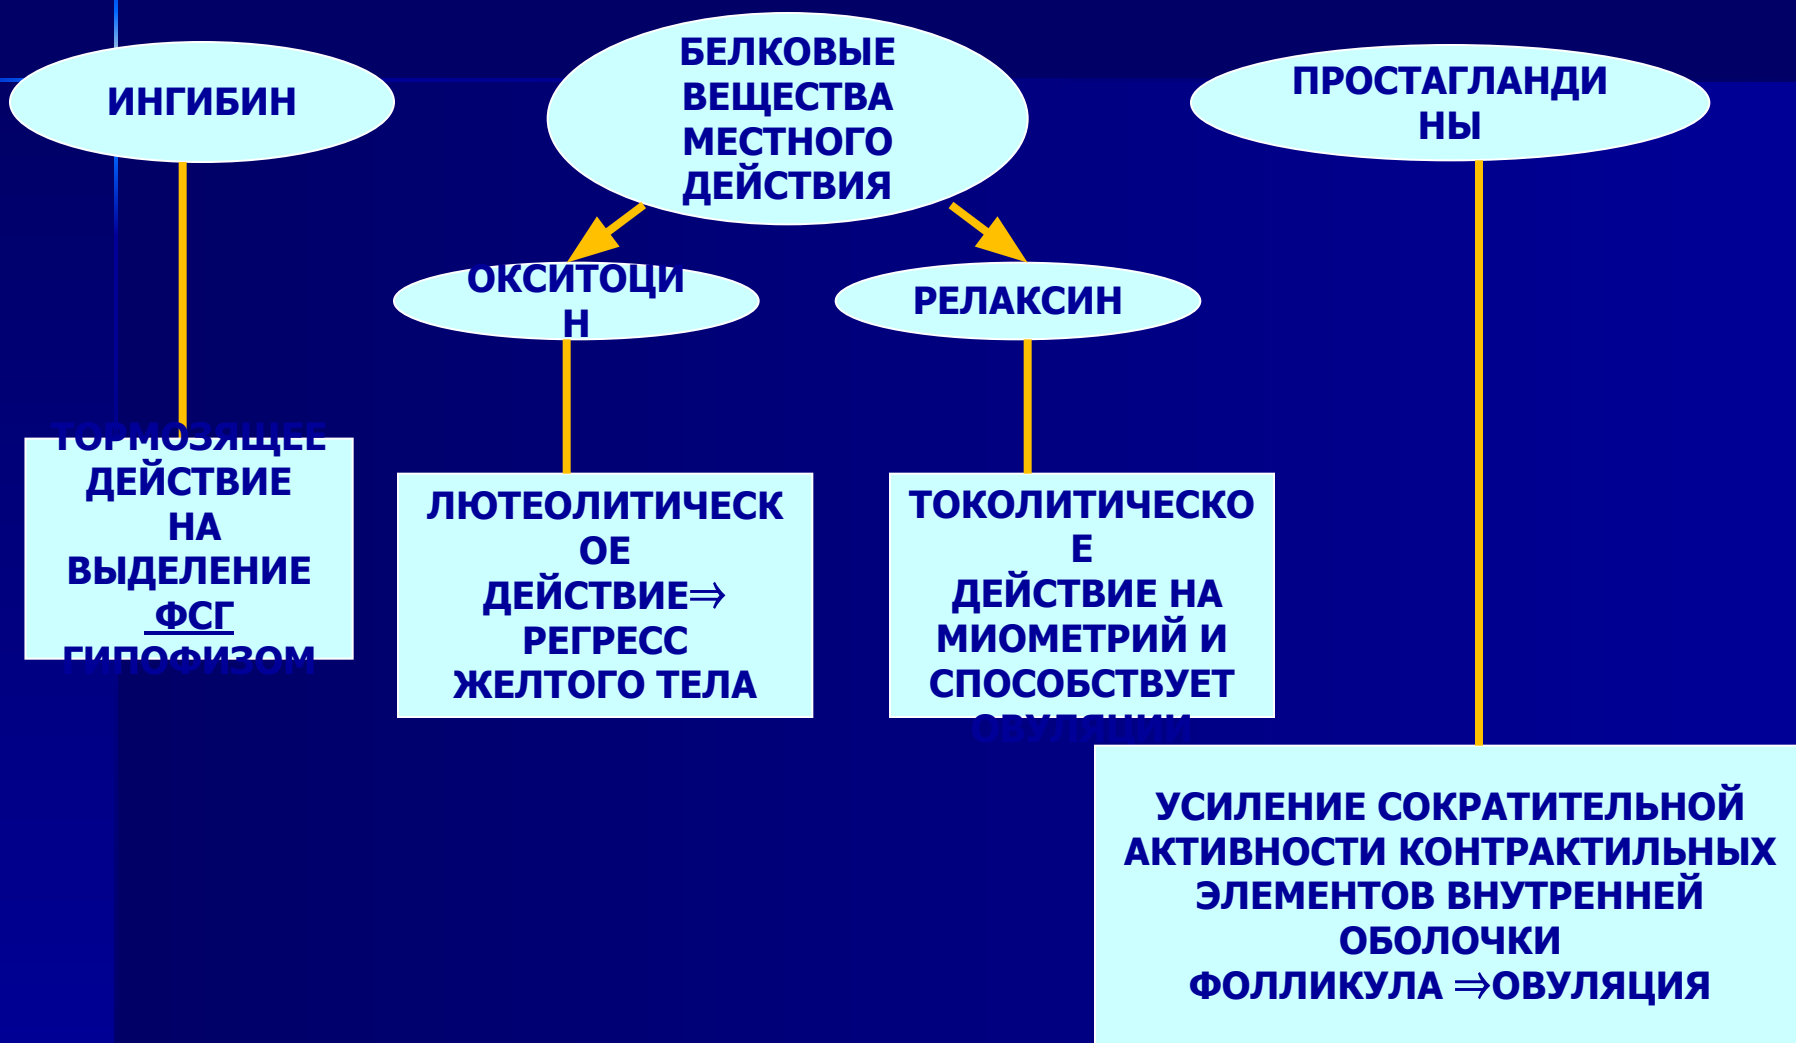 ИНГИБИН
БЕЛКОВЫЕ
ВЕЩЕСТВА
МЕСТНОГО
ДЕЙСТВИЯ
ПРОСТАГЛАНДИ
НЫ
ОКСИТОЦИ
Н
РЕЛАКСИН
ТОРМОЗЯЩЕЕ
ДЕЙСТВИЕ
НА
ВЫДЕЛЕНИЕ
ФСГ
ГИПОФИЗОМ
ЛЮТЕОЛИТИЧЕСК
ОЕ
ДЕЙСТВИЕ⇒
РЕГРЕСС
ЖЕЛТОГО ТЕЛА
ТОКОЛИТИЧЕСКО
Е
ДЕЙСТВИЕ НА
МИОМЕТРИЙ И
СПОСОБСТВУЕТ
ОВУЛЯЦИИ
УСИЛЕНИЕ СОКРАТИТЕЛЬНОЙ
АКТИВНОСТИ КОНТРАКТИЛЬНЫХ
ЭЛЕМЕНТОВ ВНУТРЕННЕЙ
ОБОЛОЧКИ
ФОЛЛИКУЛА ⇒ОВУЛЯЦИЯ